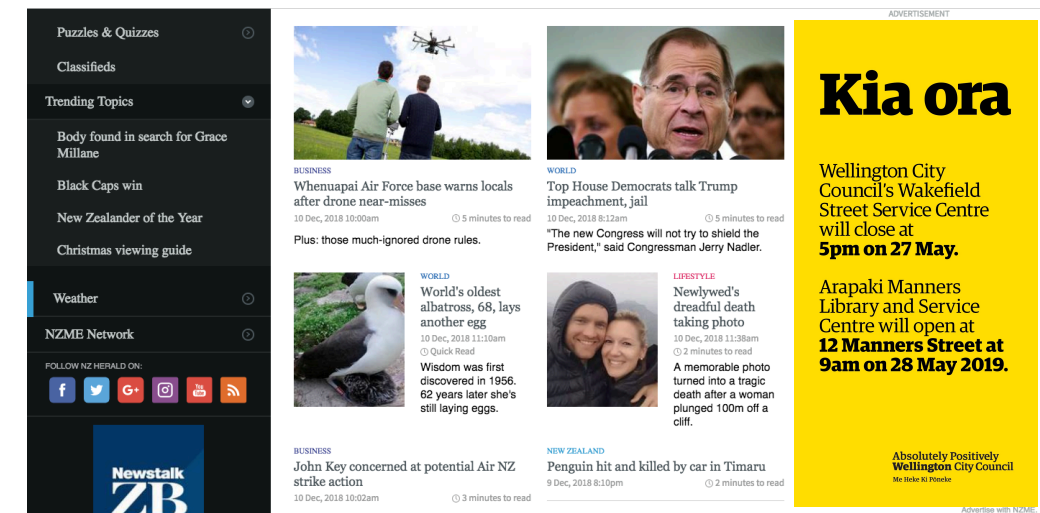 ADVERTISEMENT
Puzzles & Quizzes
Classifieds
Trending Topics
Body found in search for Grace
Millane
Black Caps win
New Zealander of the Year
Christmas viewing guide
Weather
NZME Network
FOLLOW NZ HERALD ON:
f
G+
You
Tube
Newstalk
ZB
BUSINESS
Whenuapai Air Force base warns locals
after drone near-misses
10 Dec, 2018 10:00am
5 minutes to read
Plus: those much-ignored drone rules.
WORLD
Top House Democrats talk Trump
impeachment, jail
10 Dec, 2018 8:12am
5 minutes to read
"The new Congress will not try to shield the
President," said Congressman Jerry Nadler.
WORLD
World's oldest
albatross, 68, lays
another egg
10 Dec, 2018 11:10am
Quick Read
Wisdom was first
discovered in 1956.
62 years later she's
still laying eggs.
LIFESTYLE
Newlywed's
dreadful death
taking photo
10 Dec, 2018 11:38am
2 minutes to read
A memorable photo
turned into a tragic
death after a woman
plunged 100m off a
cliff.
BUSINESS
John Key concerned at potential Air NZ
strike action
10 Dec, 2018 10:02am
3 minutes to read
NEW ZEALAND
Penguin hit and killed by car in Timaru
9 Dec, 2018 8:10pm
2 minutes to read
Kia ora
Wellington City
Council's Wakefield
Street Service Centre
will close at
5pm on 27 May.
Arapaki Manners
Library and Service
Centre will open at
12 Manners Street at
9am on 28 May 2019.
Absolutely Positively
Wellington City Council
Me Heke Ki Pōneke
Advertise with NZME.